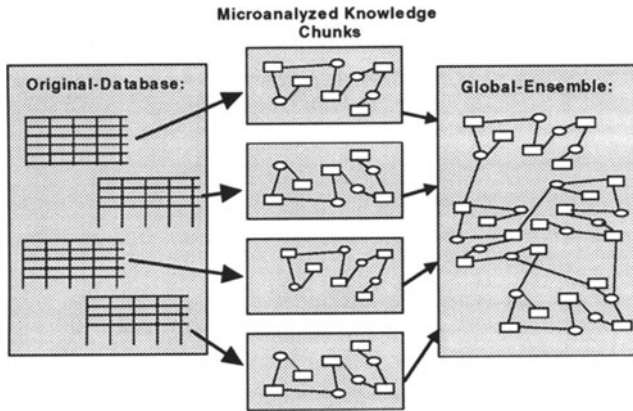 Microanalyzed Knowledge
Chunks
Original-Database:
Global-Ensemble: